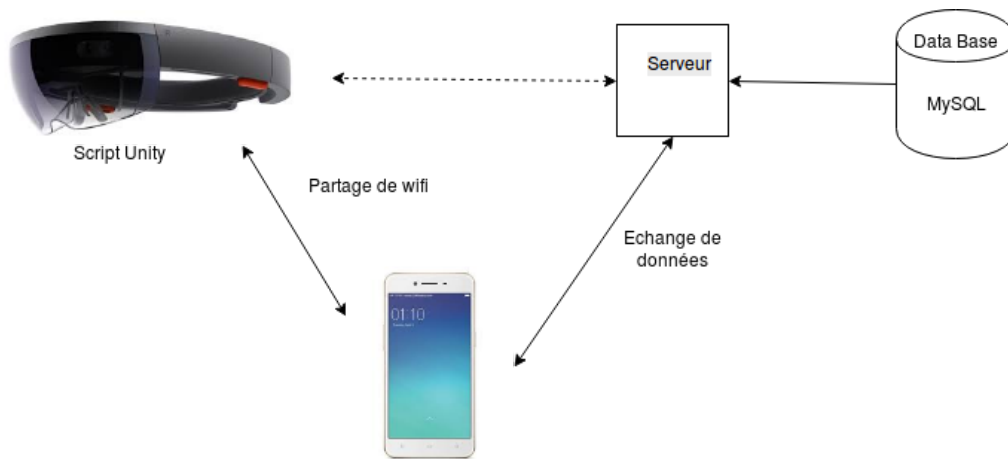 Serveur
Data Base
MySQL
Script Unity
Partage de wifi
Echange de
données
01:10